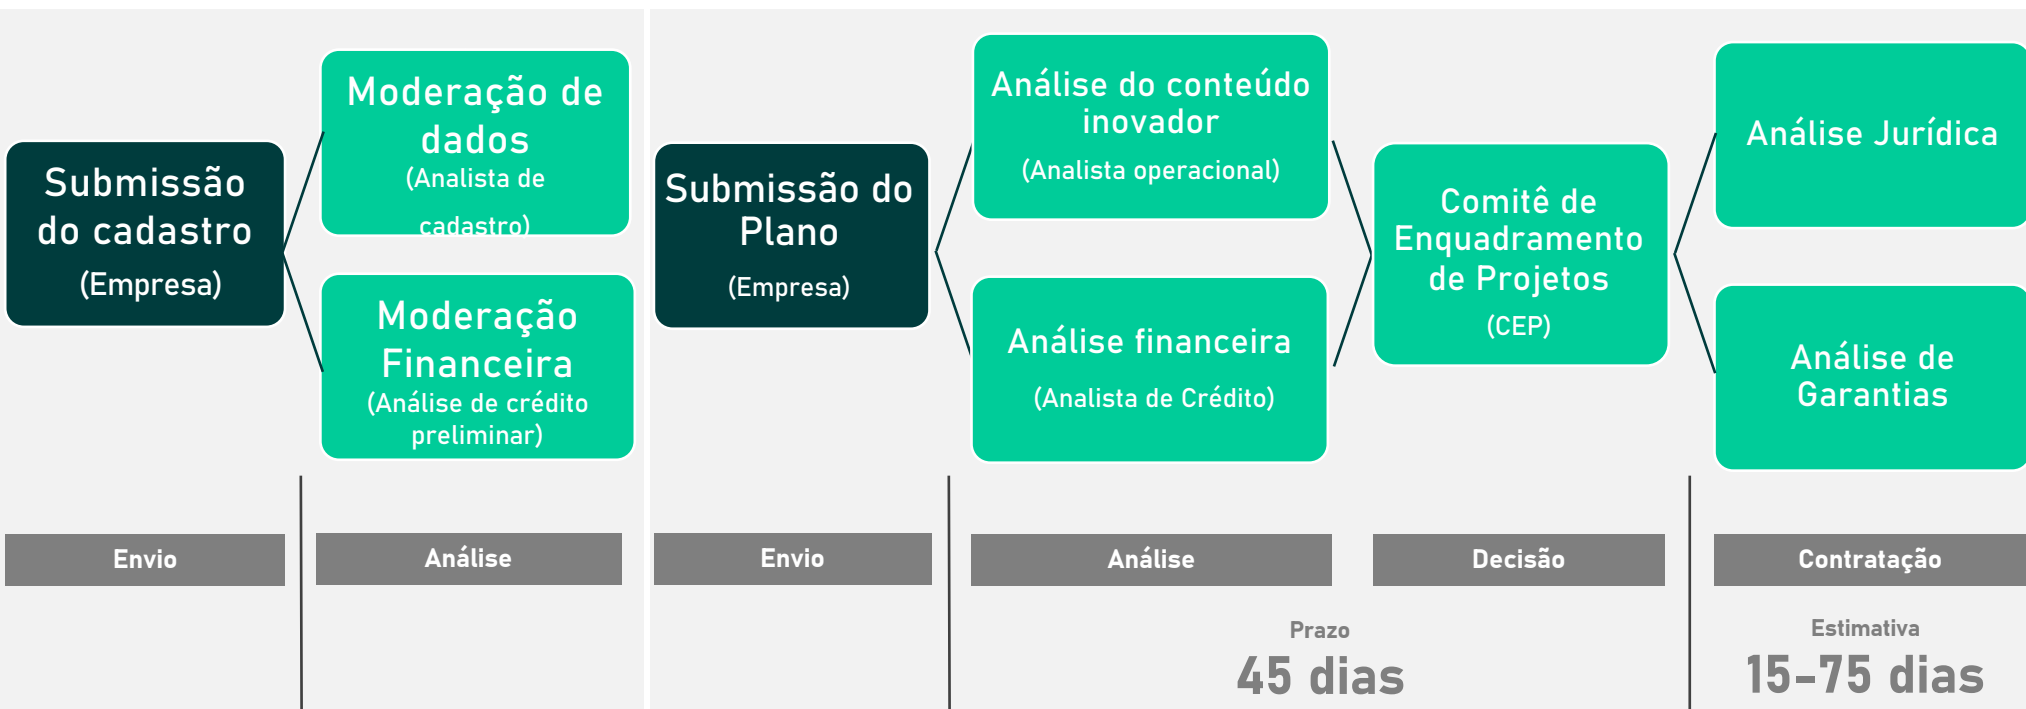 Submissão
do cadastro
(Empresa)
Moderação de
dados
(Analista de
cadastro)
Moderação
Financeira
(Análise de crédito
preliminar)
Submissão do
Plano
(Empresa)
Análise do conteúdo
inovador
(Analista operacional)
Análise financeira
(Analista de Crédito)
Comitê de
Enquadramento
de Projetos
(CEP)
Análise Jurídica
Análise de
Garantias
Envio
Análise
Envio
Análise
Decisão
Contratação
Prazo
45 dias
Estimativa
15-75 dias